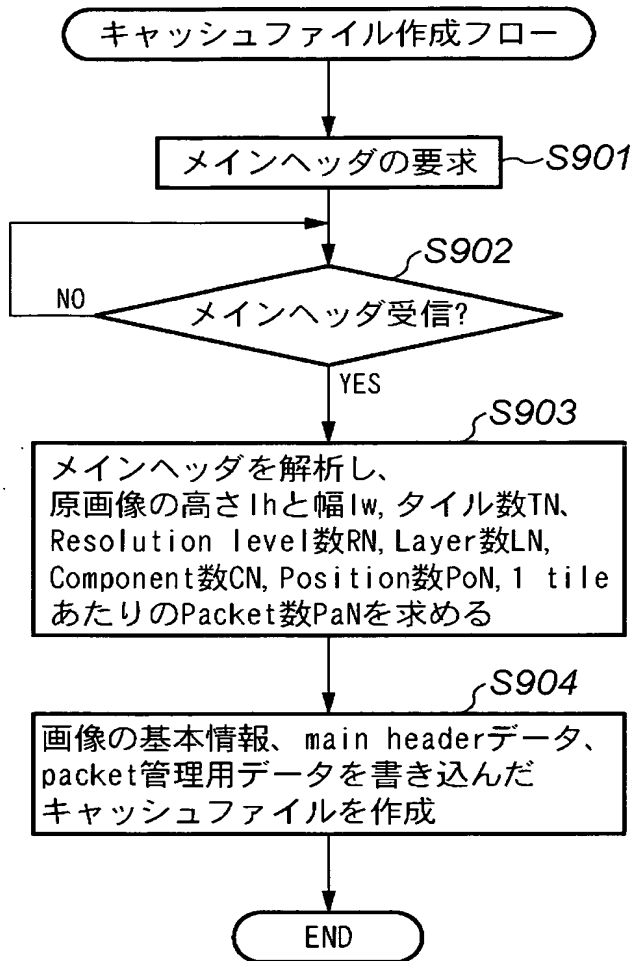 キャッシュファイル作成フロー
メインヘッダの要求
S901
S902
メインヘッダ受信?
NO
YES
S903
メインヘッダを解析し、
原画像の高さIhと幅Iw, タイル数TN、
Resolution level数RN, Layer数LN,
Component数CN, Position数PoN, 1 tile
あたりのPacket数PaNを求める
S904
画像の基本情報、main headerデータ、
packet管理用データを書き込んだ
キャッシュファイルを作成
END